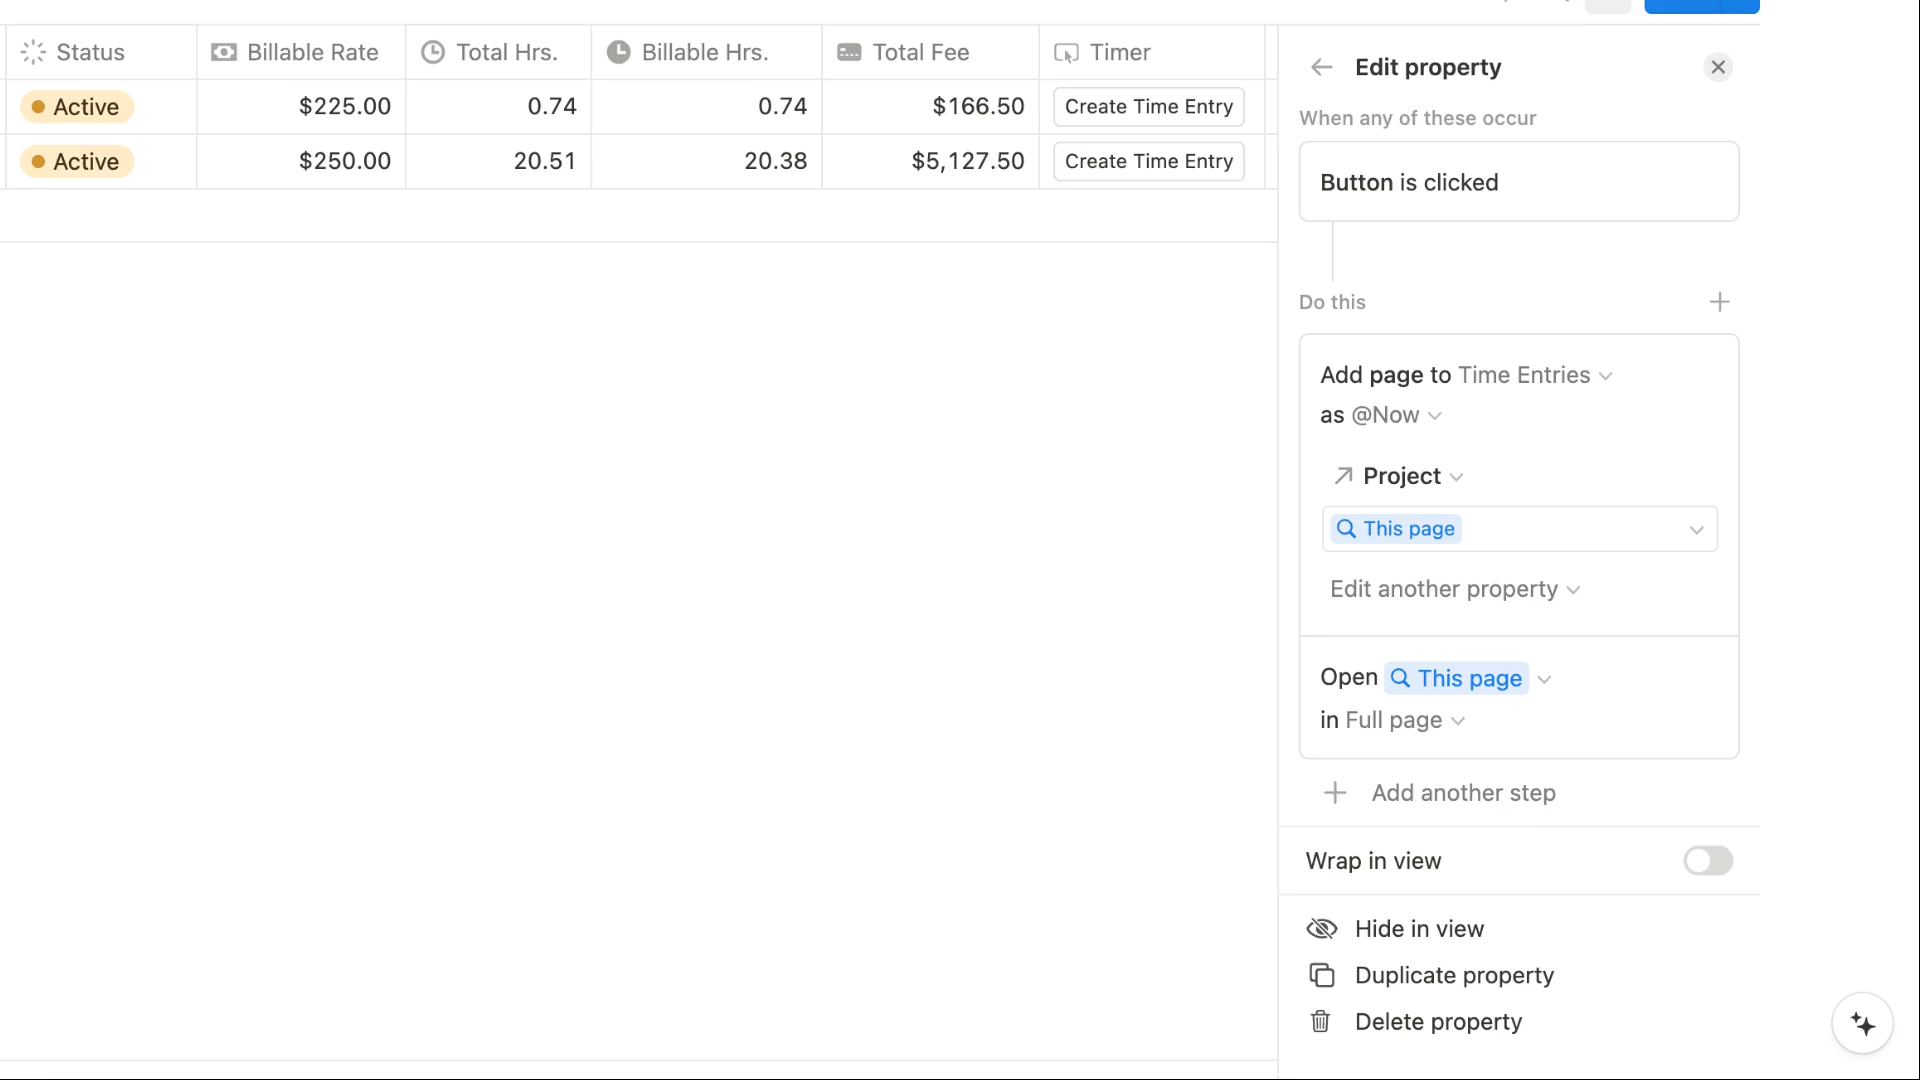 Status Billable Rate Total Hrs. Billable Hrs. Total Fee Timer
Active $225.00 0.74 0.74 $166.50 Create Time Entry
Active $250.00 20.51 20.38 $5,127.50 Create Time Entry
Edit property
When any of these occur
Button is clicked
Do this
Add page to Time Entries
as @Now
Project
This page
Edit another property
Open This page
in Full page
Add another step
Wrap in view
Hide in view
Duplicate property
Delete property